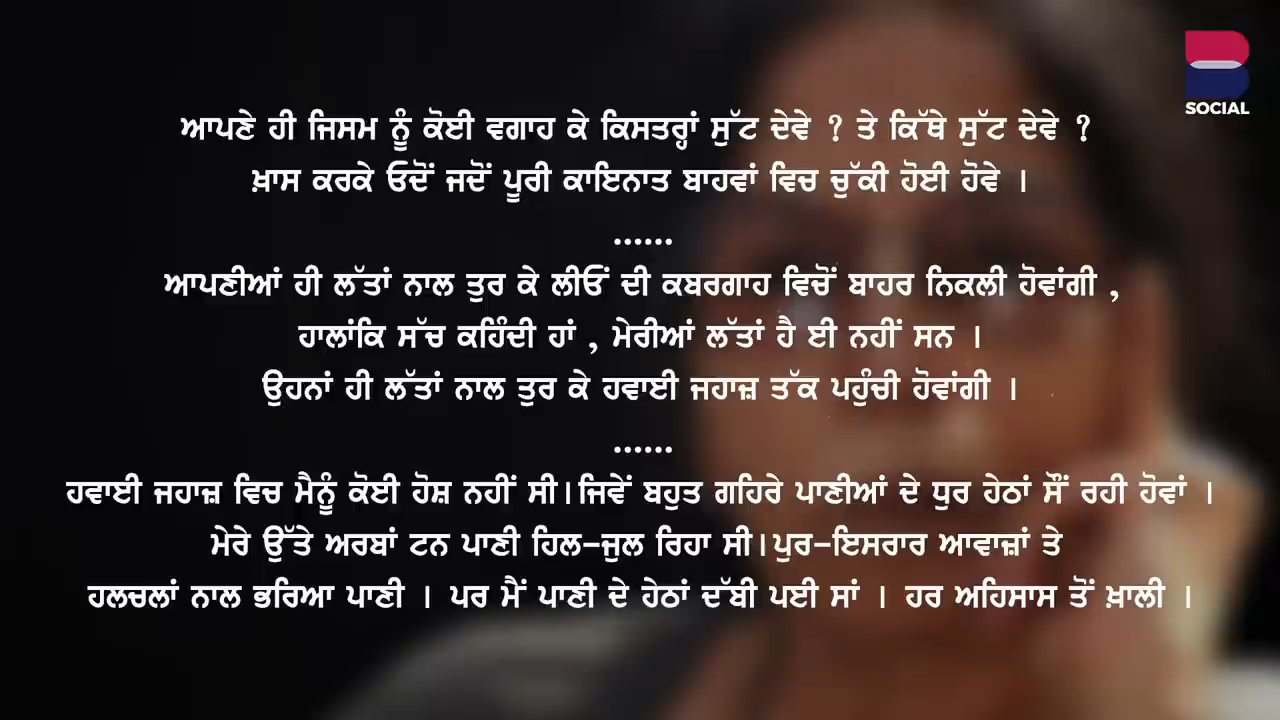 SOCIAL
ਆਪਣੇ ਹੀ ਜਿਸਮ ਨੂੰ ਕੋਈ ਵਗਾਹ ਕੇ ਕਿਸਤਰ੍ਹਾਂ ਸੁੱਟ ਦੇਵੇ ? ਤੇ ਕਿੱਥੇ ਸੁੱਟ ਦੇਵੇ ?
ਖ਼ਾਸ ਕਰਕੇ ਓਦੋਂ ਜਦੋਂ ਪੂਰੀ ਕਾਇਨਾਤ ਬਾਹਵਾਂ ਵਿਚ ਚੁੱਕੀ ਹੋਈ ਹੋਵੇ ।
......
ਆਪਣੀਆਂ ਹੀ ਲੱਤਾਂ ਨਾਲ ਤੁਰ ਕੇ ਲੀਓਂ ਦੀ ਕਬਰਗਾਹ ਵਿਚੋਂ ਬਾਹਰ ਨਿਕਲੀ ਹੋਵਾਂਗੀ ,
ਹਾਲਾਂਕਿ ਸੱਚ ਕਹਿੰਦੀ ਹਾਂ , ਮੇਰੀਆਂ ਲੱਤਾਂ ਹੈ ਈ ਨਹੀਂ ਸਨ ।
ਉਹਨਾਂ ਹੀ ਲੱਤਾਂ ਨਾਲ ਤੁਰ ਕੇ ਹਵਾਈ ਜਹਾਜ਼ ਤੱਕ ਪਹੁੰਚੀ ਹੋਵਾਂਗੀ ।
......
ਹਵਾਈ ਜਹਾਜ਼ ਵਿਚ ਮੈਨੂੰ ਕੋਈ ਹੋਸ਼ ਨਹੀਂ ਸੀ।ਜਿਵੇਂ ਬਹੁਤ ਗਹਿਰੇ ਪਾਣੀਆਂ ਦੇ ਧੁਰ ਹੇਠਾਂ ਸੌਂ ਰਹੀ ਹੋਵਾਂ ।
ਮੇਰੇ ਉੱਤੇ ਅਰਬਾਂ ਟਨ ਪਾਣੀ ਹਿਲ-ਜੁਲ ਰਿਹਾ ਸੀ।ਪੁਰ-ਇਸਰਾਰ ਆਵਾਜ਼ਾਂ ਤੇ
ਹਲਚਲਾਂ ਨਾਲ ਭਰਿਆ ਪਾਣੀ । ਪਰ ਮੈਂ ਪਾਣੀ ਦੇ ਹੇਠਾਂ ਦੱਬੀ ਪਈ ਸਾਂ । ਹਰ ਅਹਿਸਾਸ ਤੋਂ ਖ਼ਾਲੀ ।